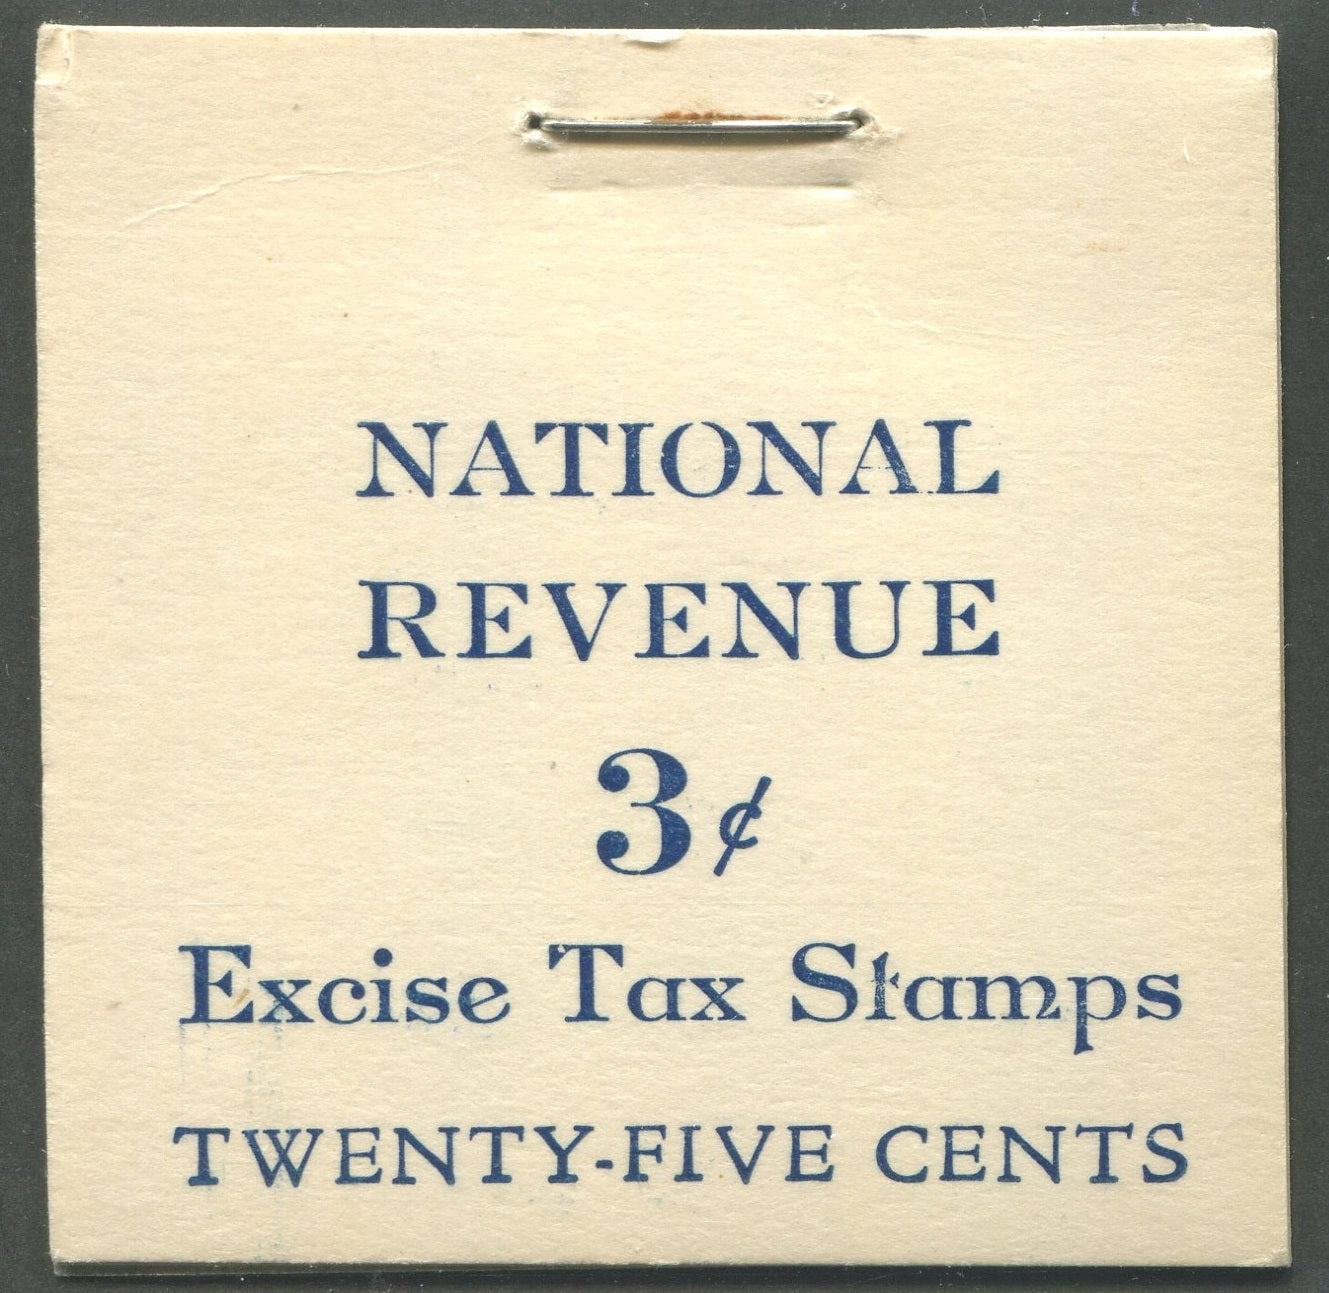 NATIONAL
REVENUE
3¢
Excise Tax Stamps
TWENTY-FIVE CENTS